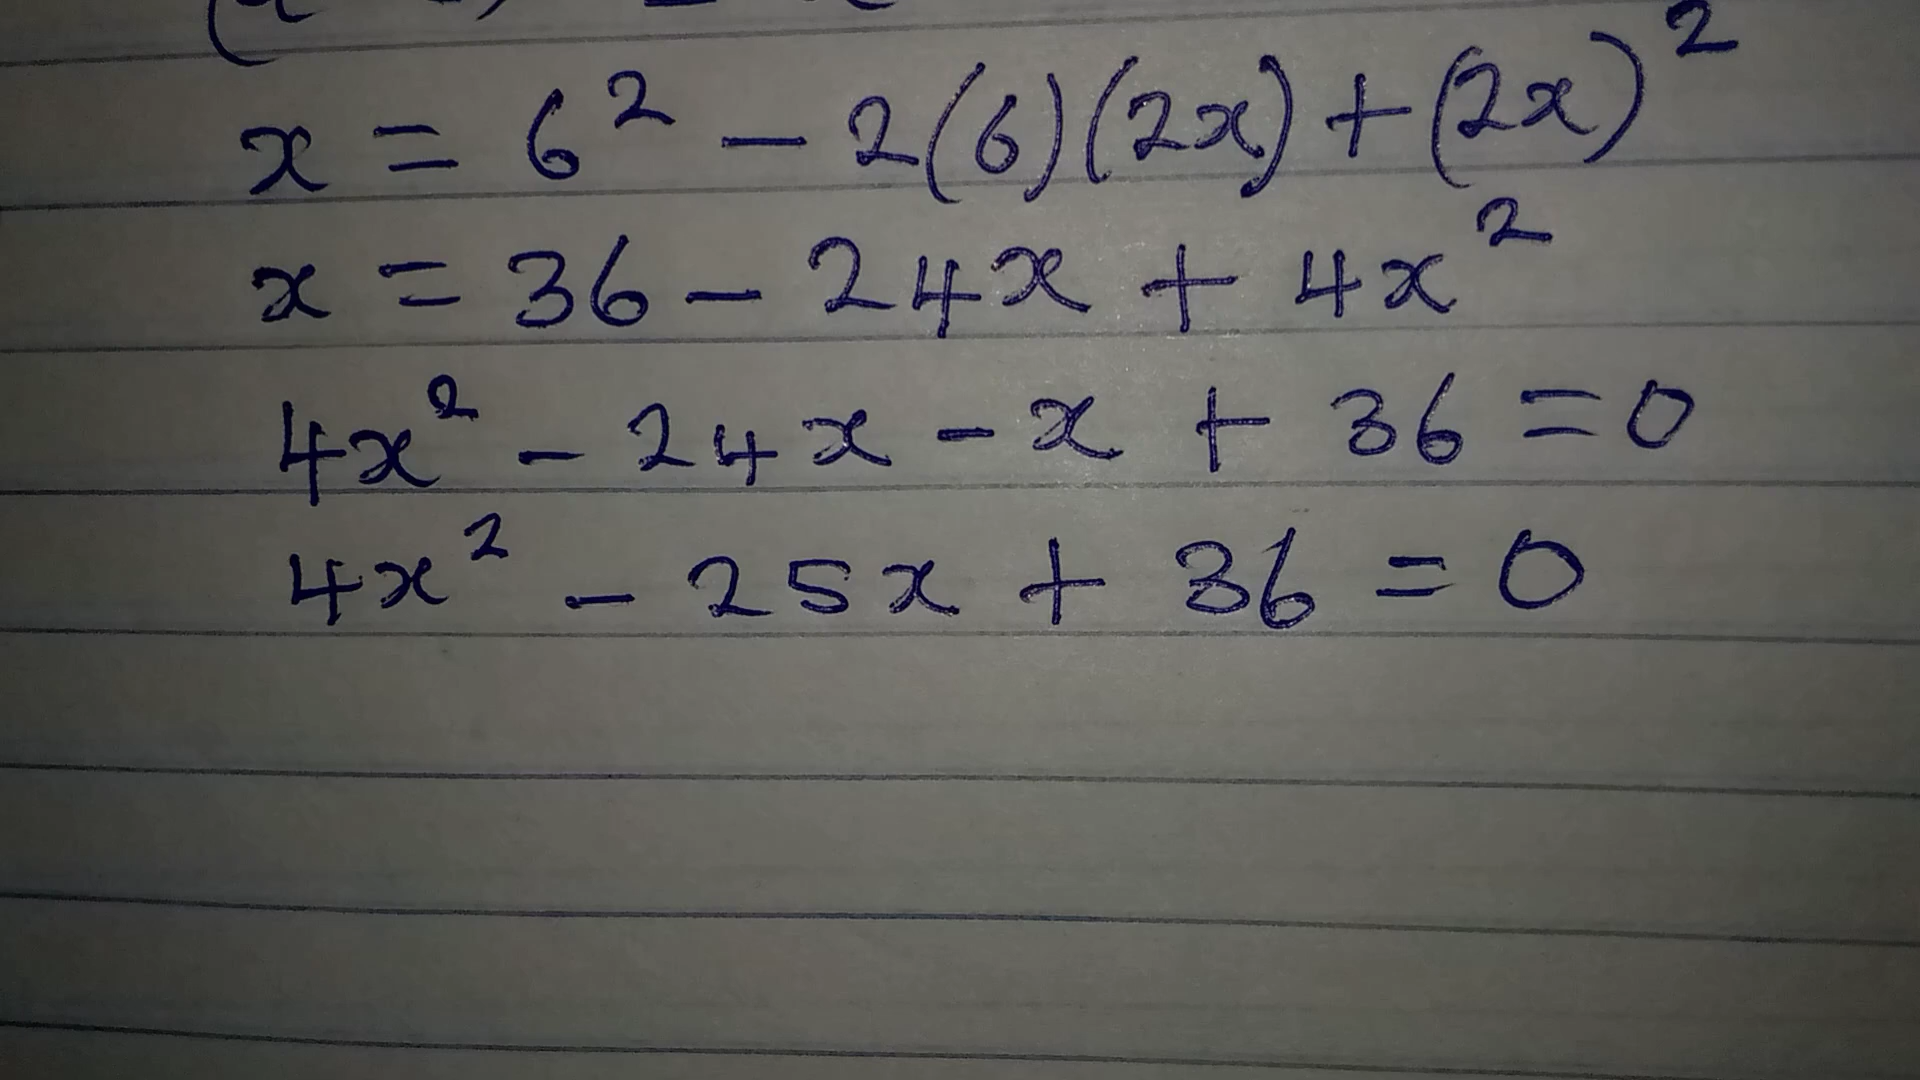 x = 6² - 2(6)(2x) + (2x)²
x = 36 - 24x + 4x²
4x² - 24x - x + 36 = 0
4x² - 25x + 36 = 0